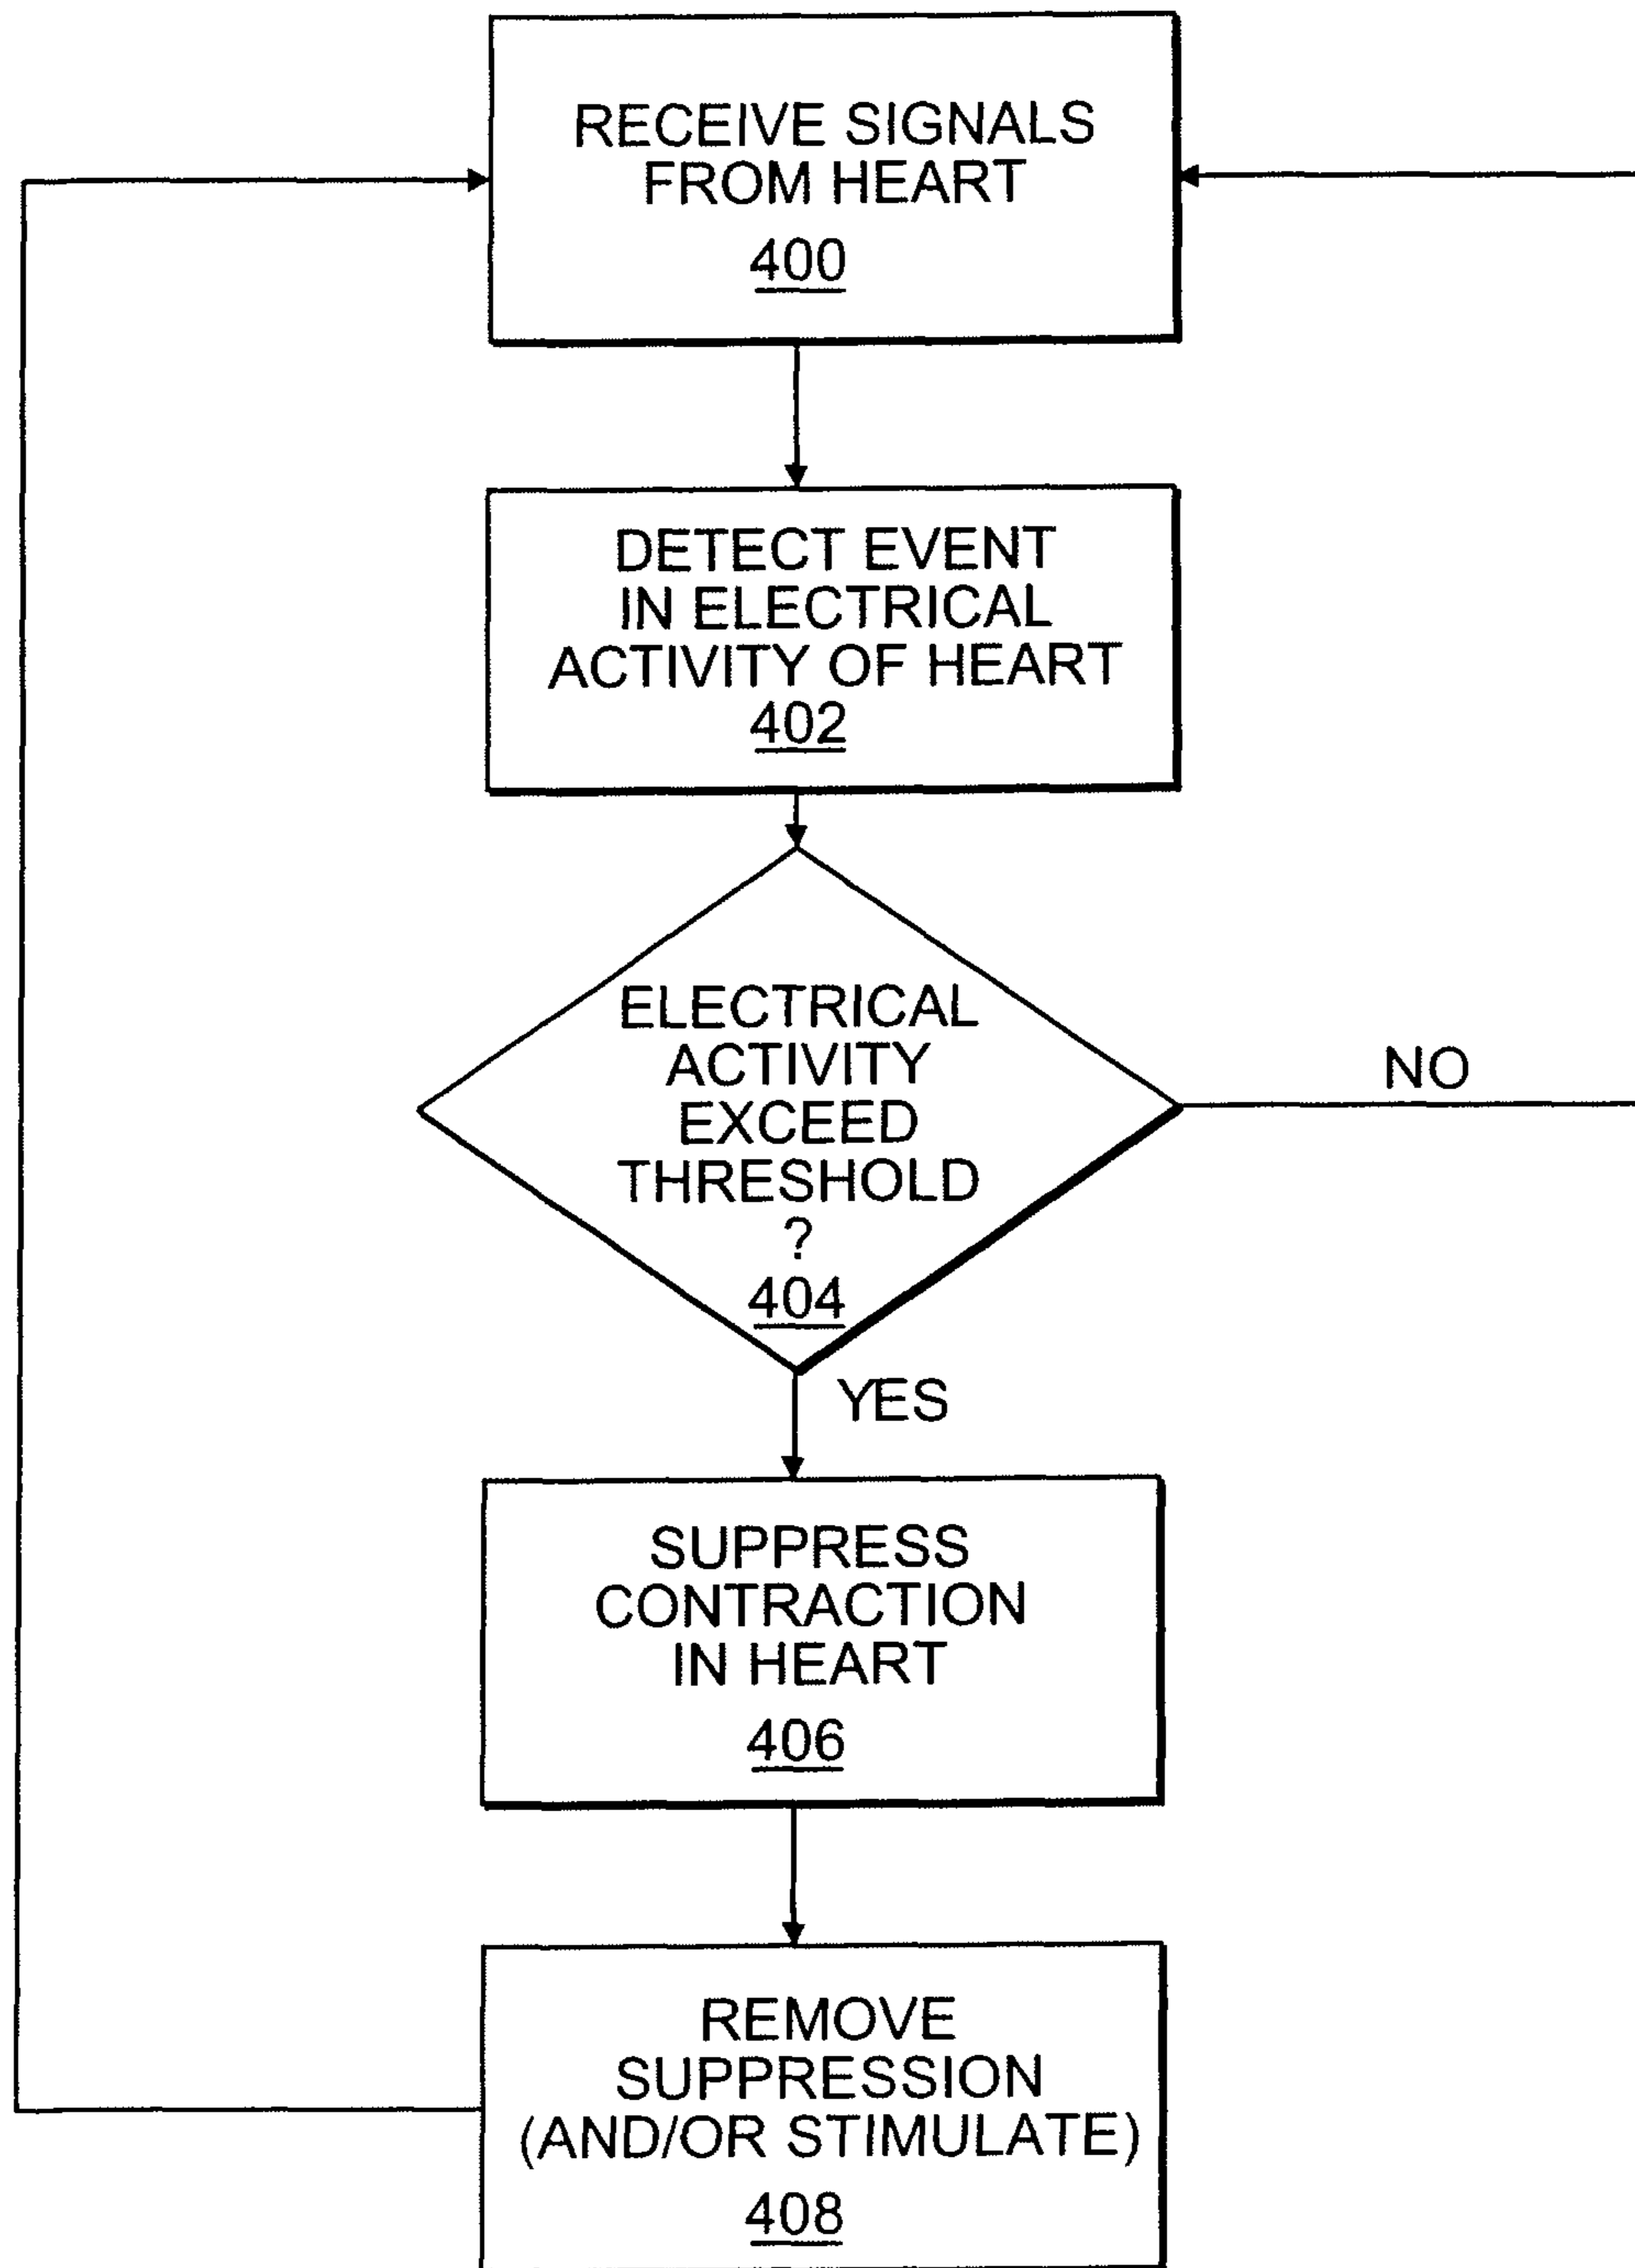 RECEIVE SIGNALS
FROM HEART
400
DETECT EVENT
IN ELECTRICAL
ACTIVITY OF HEART
402
ELECTRICAL
ACTIVITY
EXCEED
THRESHOLD
?
404
NO
YES
SUPPRESS
CONTRACTION
IN HEART
406
REMOVE
SUPPRESSION
(AND/OR STIMULATE)
408